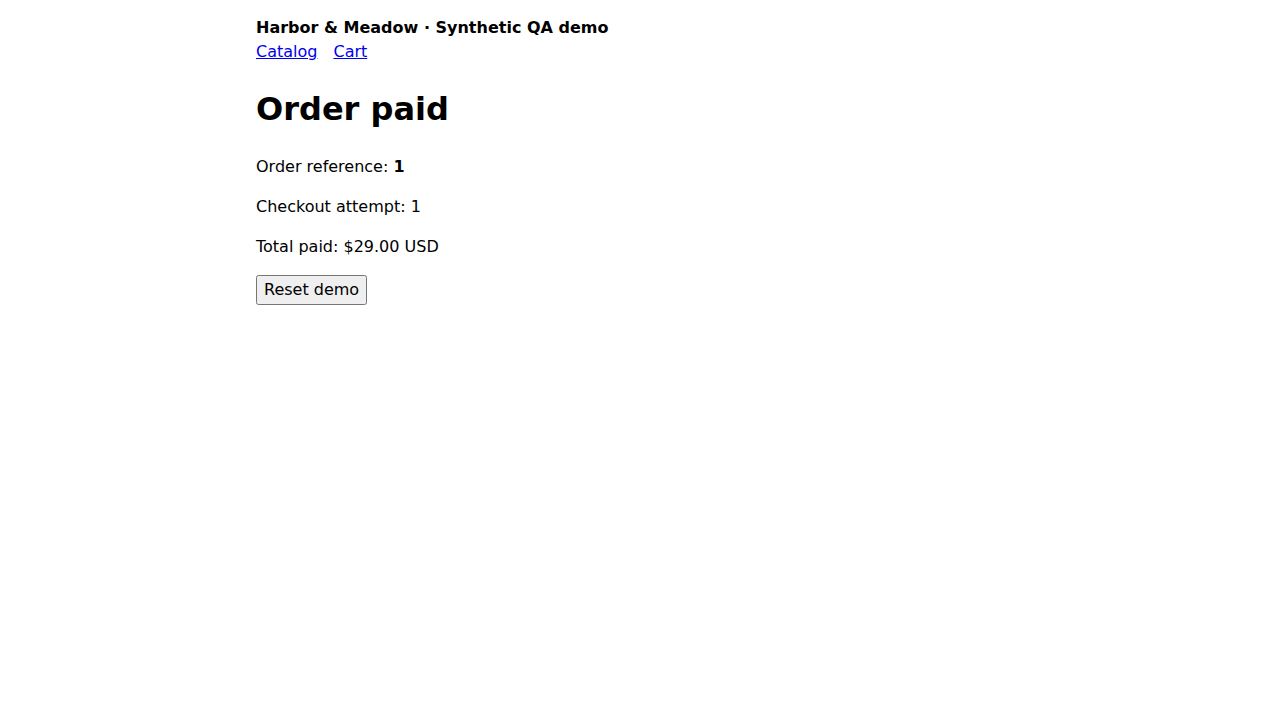 Harbor & Meadow · Synthetic QA demo
Catalog Cart
Order paid
Order reference: 1
Checkout attempt: 1
Total paid: $29.00 USD
Reset demo